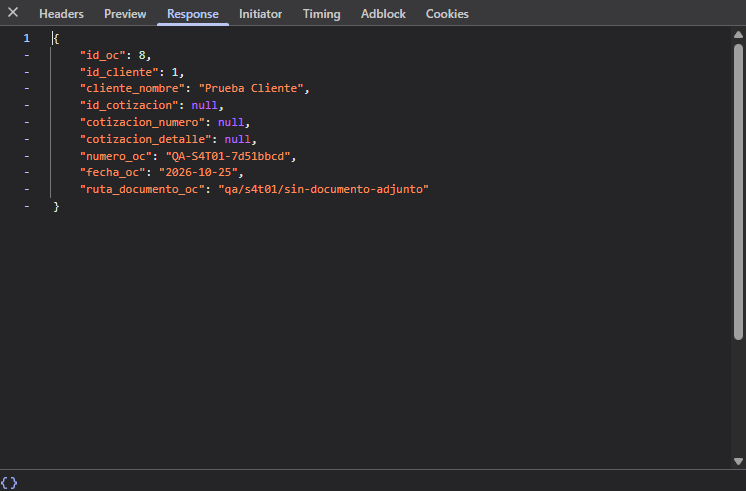 Headers Preview Response Initiator Timing Adblock Cookies
1 {
- "id_oc": 8,
- "id_cliente": 1,
- "cliente_nombre": "Prueba Cliente",
- "id_cotizacion": null,
- "cotizacion_numero": null,
- "cotizacion_detalle": null,
- "numero_oc": "QA-S4T01-7d51bbcd",
- "fecha_oc": "2026-10-25",
- "ruta_documento_oc": "qa/s4t01/sin-documento-adjunto"
- }
{}